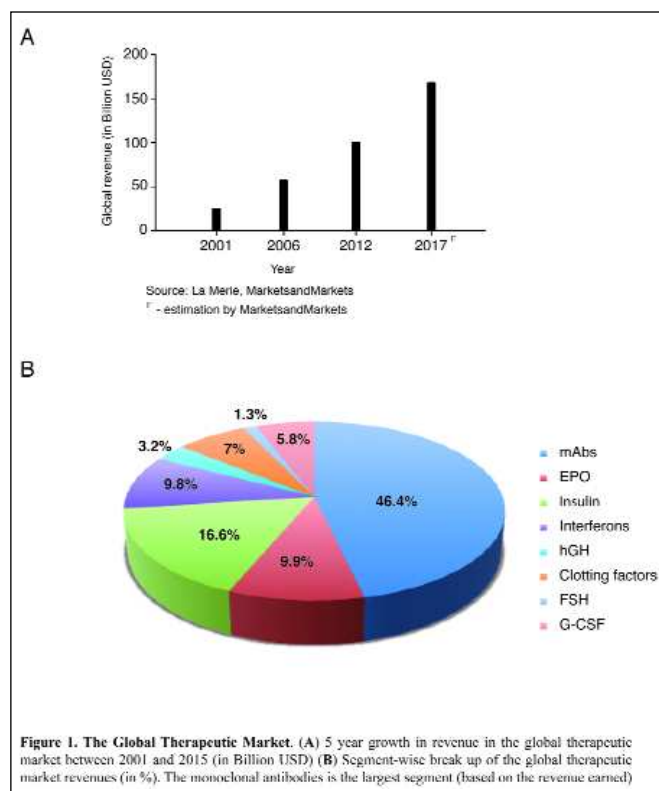 A
200
150
100
50
0
Global revenue (in Bilion USD)
2001 2006 2012 2017 r
Year
Source: La Merie, MarketsandMarkets
r - estimation by MarketsandMarkets
B
1.3%
5.8%
3.2%
7%
9.8%
46.4%
16.6%
9.9%
mAbs
EPO
Insulin
Interferons
hGH
Clotting factors
FSH
G-CSF
Figure 1. The Global Therapeutic Market. (A) 5 year growth in revenue in the global therapeutic
market between 2001 and 2015 (in Billion USD) (B) Segment-wise break up of the global therapeutic
market revenues (in %). The monoclonal antibodies is the largest segment (based on the revenue earned)